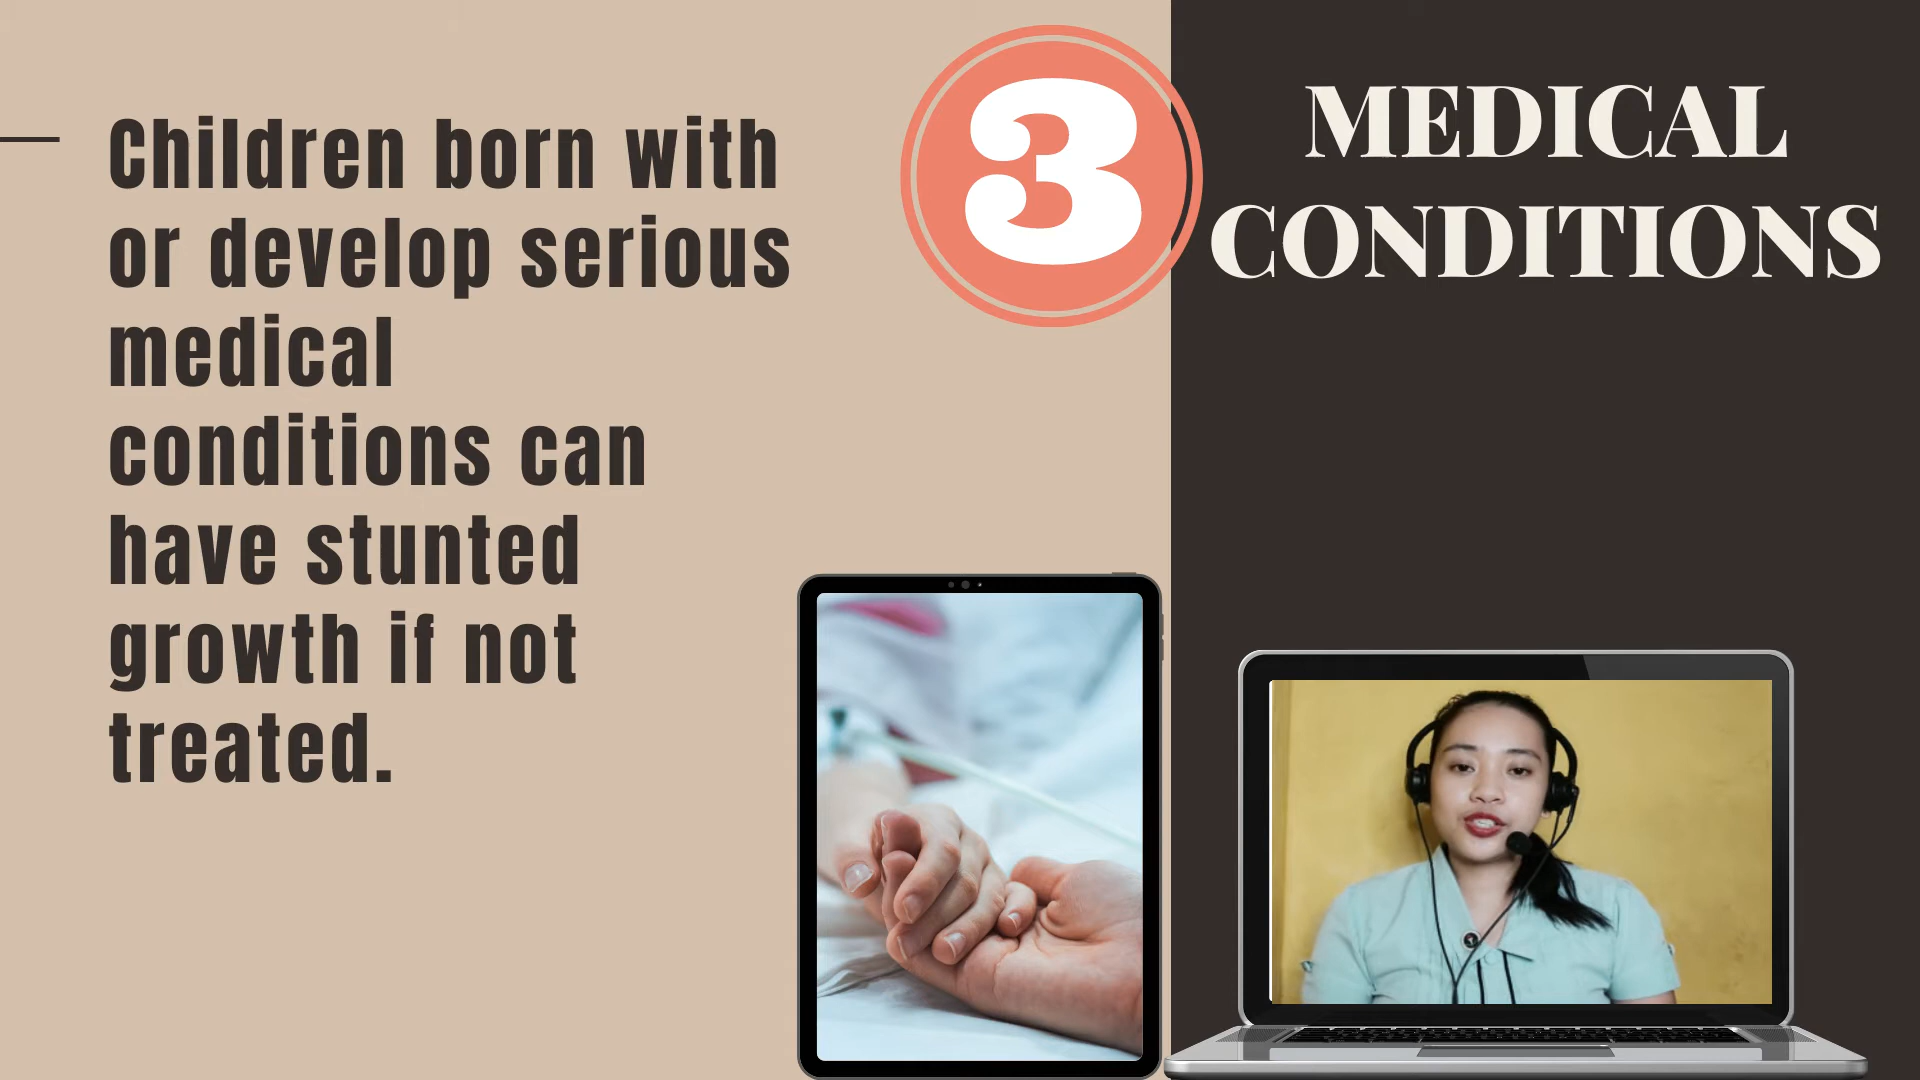 Children born with
or develop serious
medical
conditions can
have stunted
growth if not
treated.
3
MEDICAL
CONDITIONS